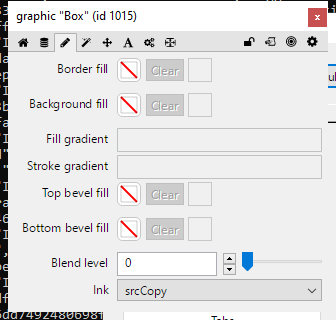 graphic "Box" (id 1015)
Border fill Clear
Background fill Clear
Fill gradient
Stroke gradient
Top bevel fill Clear
Bottom bevel fill Clear
Blend level 0
Ink srcCopy
6dd7492480698f